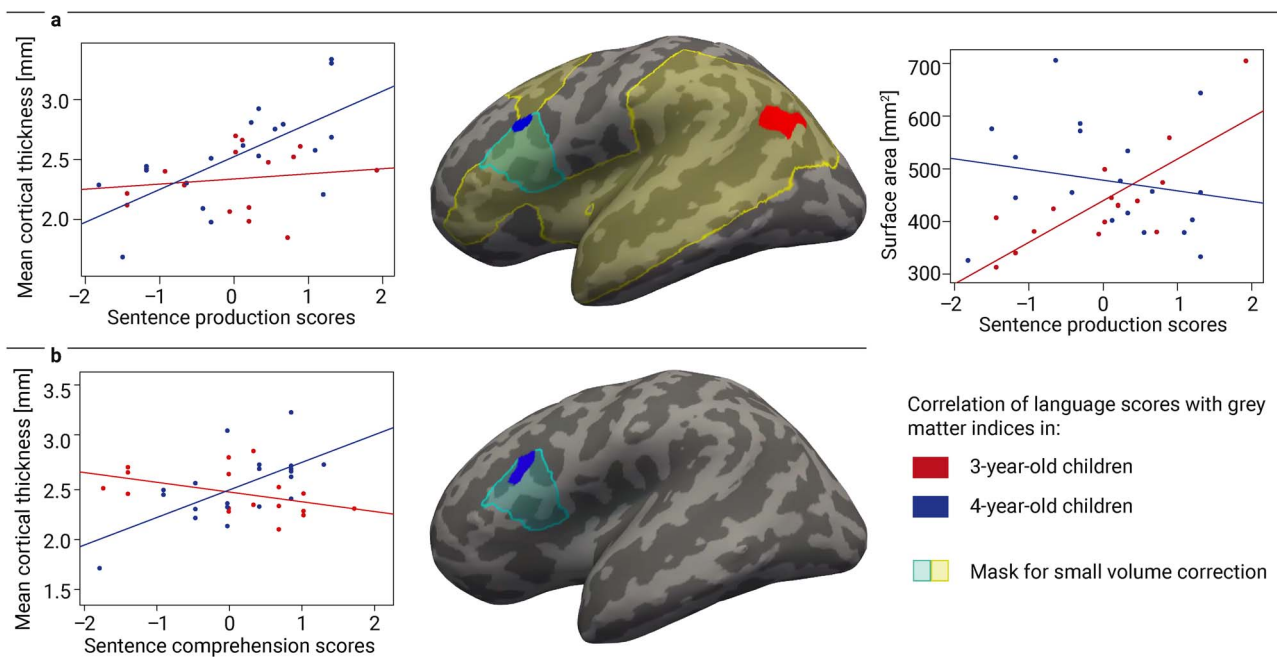 a
Mean cortical thickness [mm]
3.0
2.5
2.0
−2 −1 0 1 2
Sentence production scores
Surface area [mm²]
700
600
500
400
300
−2 −1 0 1 2
Sentence production scores
b
Mean cortical thickness [mm]
3.5
3.0
2.5
2.0
1.5
−2 −1 0 1 2
Sentence comprehension scores
Correlation of language scores with grey
matter indices in:
3-year-old children
4-year-old children
Mask for small volume correction